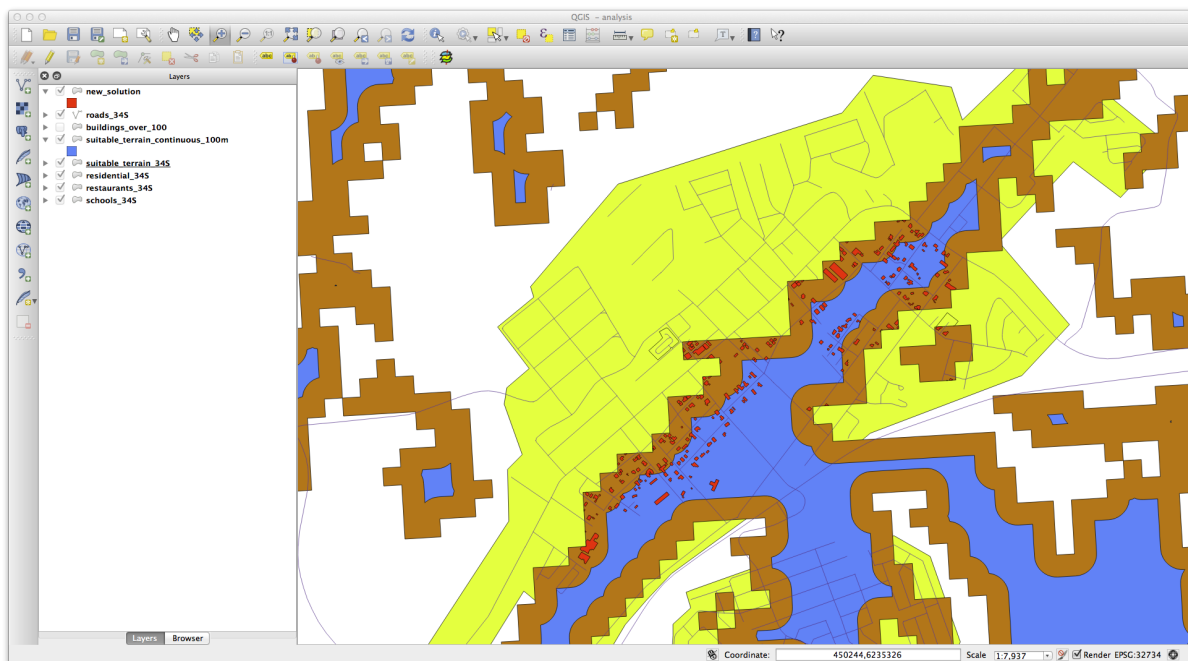 QGIS - analysis
Layers
new_solution
roads_34S
buildings_over_100
suitable_terrain_continuous_100m
suitable_terrain_34S
residential_34S
restaurants_34S
schools_34S
Layers Browser
Coordinate: 450244,6235326 Scale 1:7,937 Render EPSG:32734